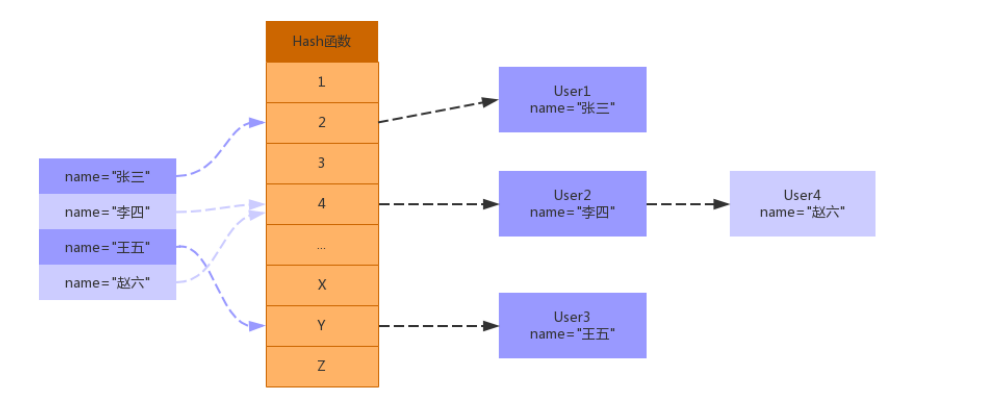 Hash函数
1
2
3
4
...
X
Y
Z
name="张三"
name="李四"
name="王五"
name="赵六"
User1
name="张三"
User2
name="李四"
User4
name="赵六"
User3
name="王五"